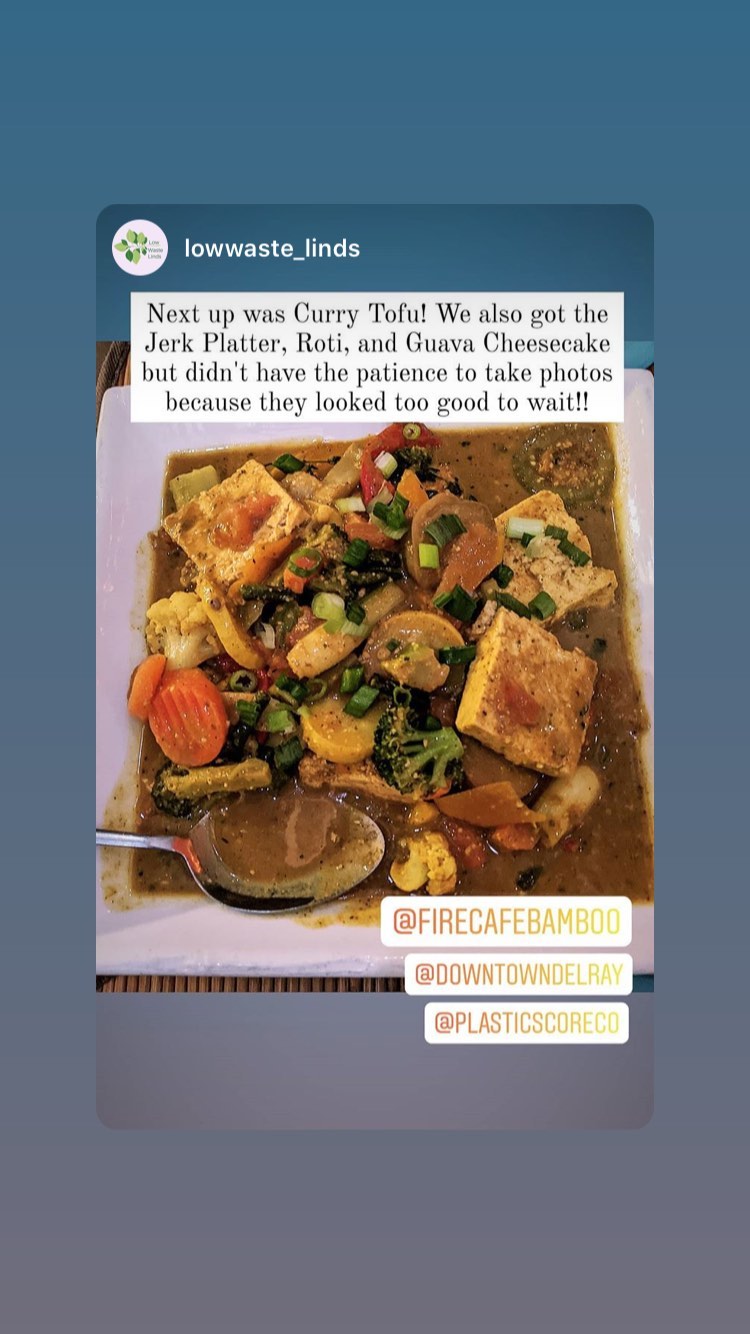 Low
Waste
Linds
lowwaste_linds
Next up was Curry Tofu! We also got the
Jerk Platter, Roti, and Guava Cheesecake
but didn't have the patience to take photos
because they looked too good to wait!!
@FIRECAFEBAMBOO
@DOWNTOWNDELRAY
@PLASTICSCORECO